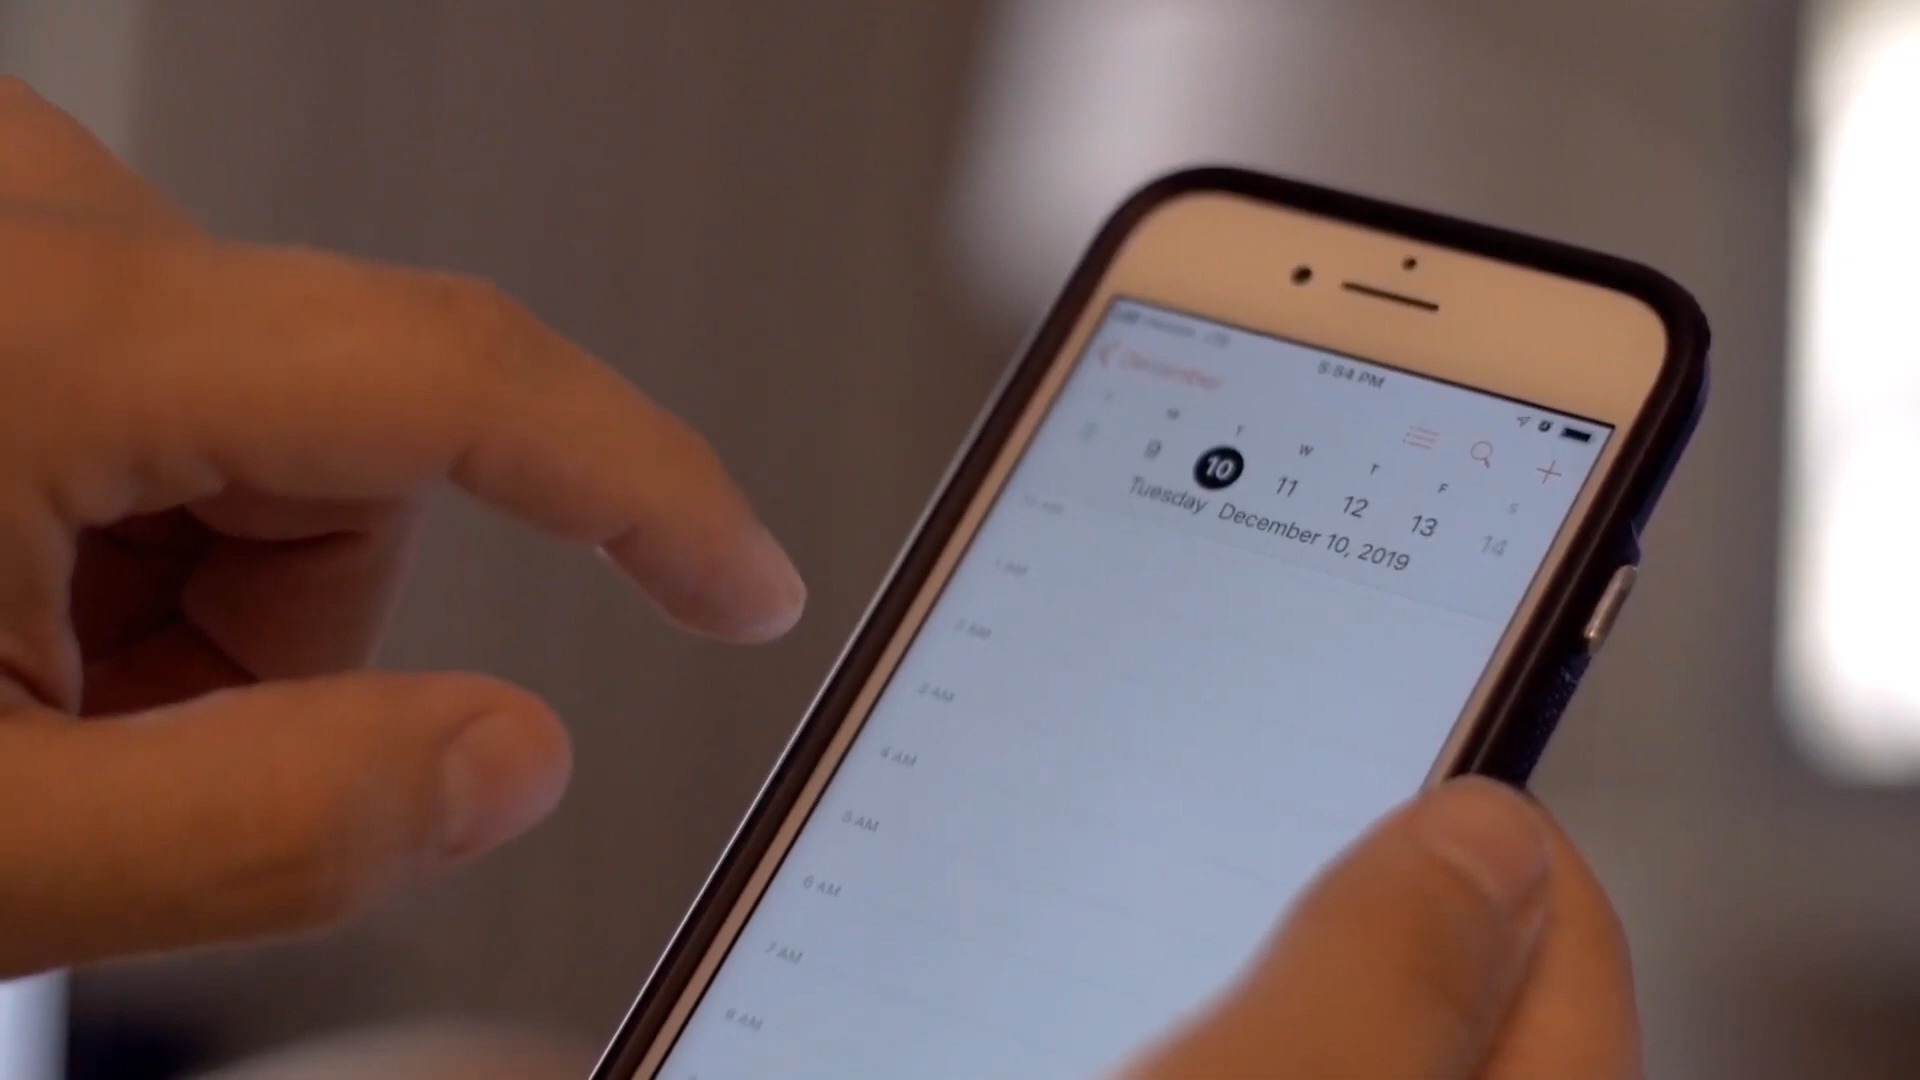 5:54 PM
December
M T W T F S
9 10 11 12 13 14
Tuesday December 10, 2019
1 AM
2 AM
3 AM
4 AM
5 AM
6 AM
7 AM
8 AM